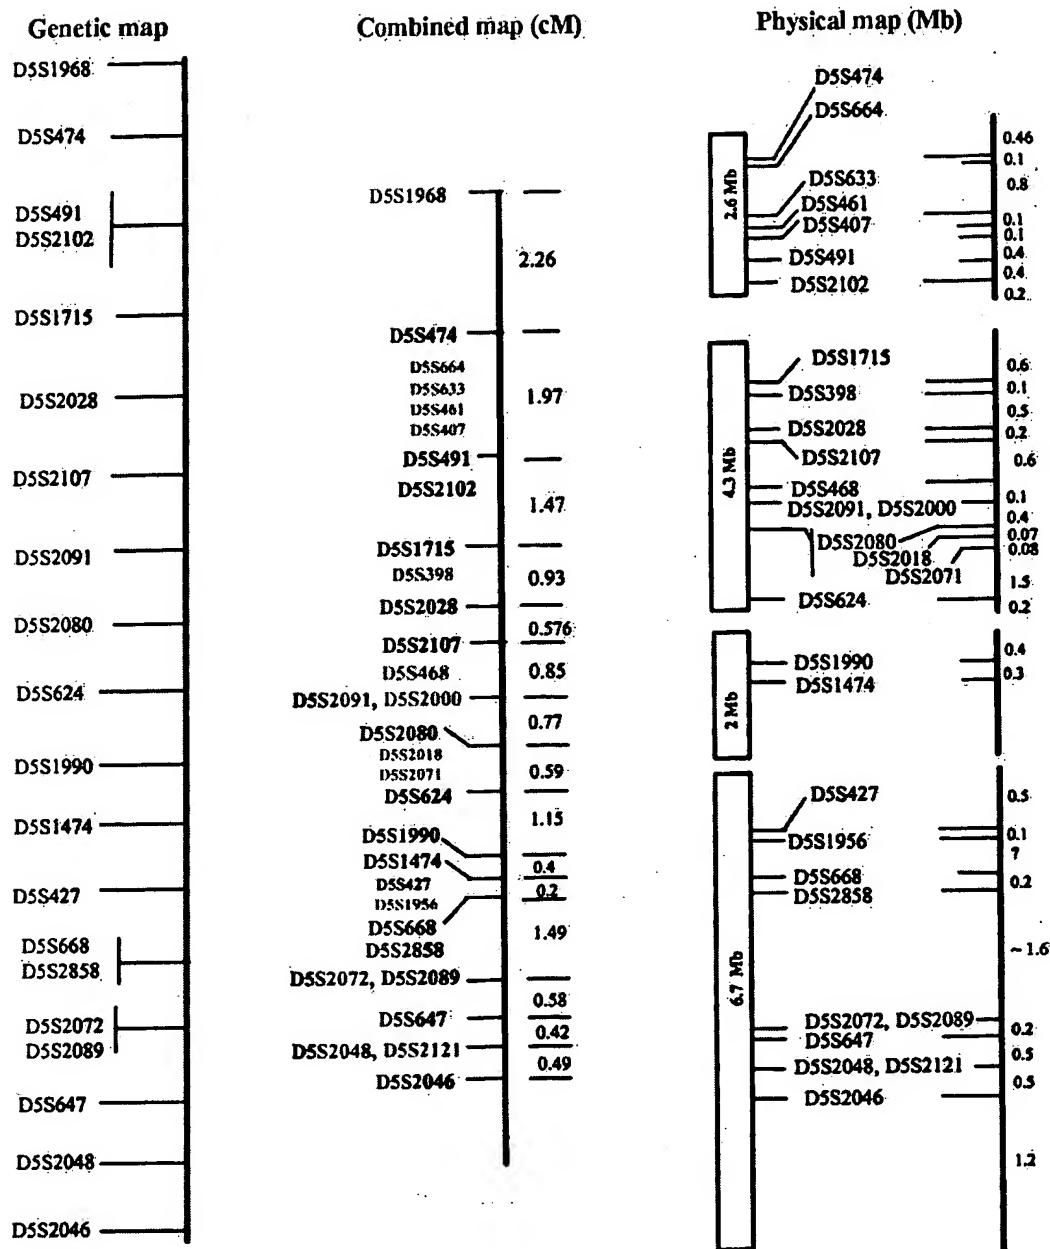 Genetic map
D5S1968
D5S474
D5S491
D5S2102
D5S1715
D5S2028
D5S2107
D5S2091
D5S2080
D5S624
D5S1990
D5S1474
D5S427
D5S668
D5S2858
D5S2072
D5S2089
D5S647
D5S2048
D5S2046
Combined map (cM)
D5S1968
2.26
D5S474
D5S664
D5S633
1.97
D5S461
D5S407
D5S491
D5S2102
1.47
D5S1715
D5S398
0.93
D5S2028
0.576
D5S2107
D5S468
0.85
D5S2091, D5S2000
0.77
D5S2080
D5S2018
D5S2071
0.59
D5S624
1.15
D5S1990
D5S1474
0.4
D5S427
0.2
D5S1956
D5S668
1.49
D5S2858
D5S2072, D5S2089
0.58
D5S647
0.42
D5S2048, D5S2121
0.49
D5S2046
Physical map (Mb)
2.6 Mb
D5S474
D5S664
D5S633
D5S461
D5S407
D5S491
D5S2102
0.46
0.1
0.8
0.1
0.1
0.4
0.4
0.2
4.3 Mb
D5S1715
D5S398
D5S2028
D5S2107
D5S468
D5S2091, D5S2000
D5S2080
D5S2018
D5S2071
D5S624
0.6
0.1
0.5
0.2
0.6
0.1
0.4
0.07
0.08
1.5
0.2
2 Mb
D5S1990
D5S1474
0.4
0.3
6.7 Mb
D5S427
D5S1956
D5S668
D5S2858
D5S2072, D5S2089
D5S647
D5S2048, D5S2121
D5S2046
0.5
0.1
?
0.2
~ 1.6
0.2
0.5
0.5
1.2